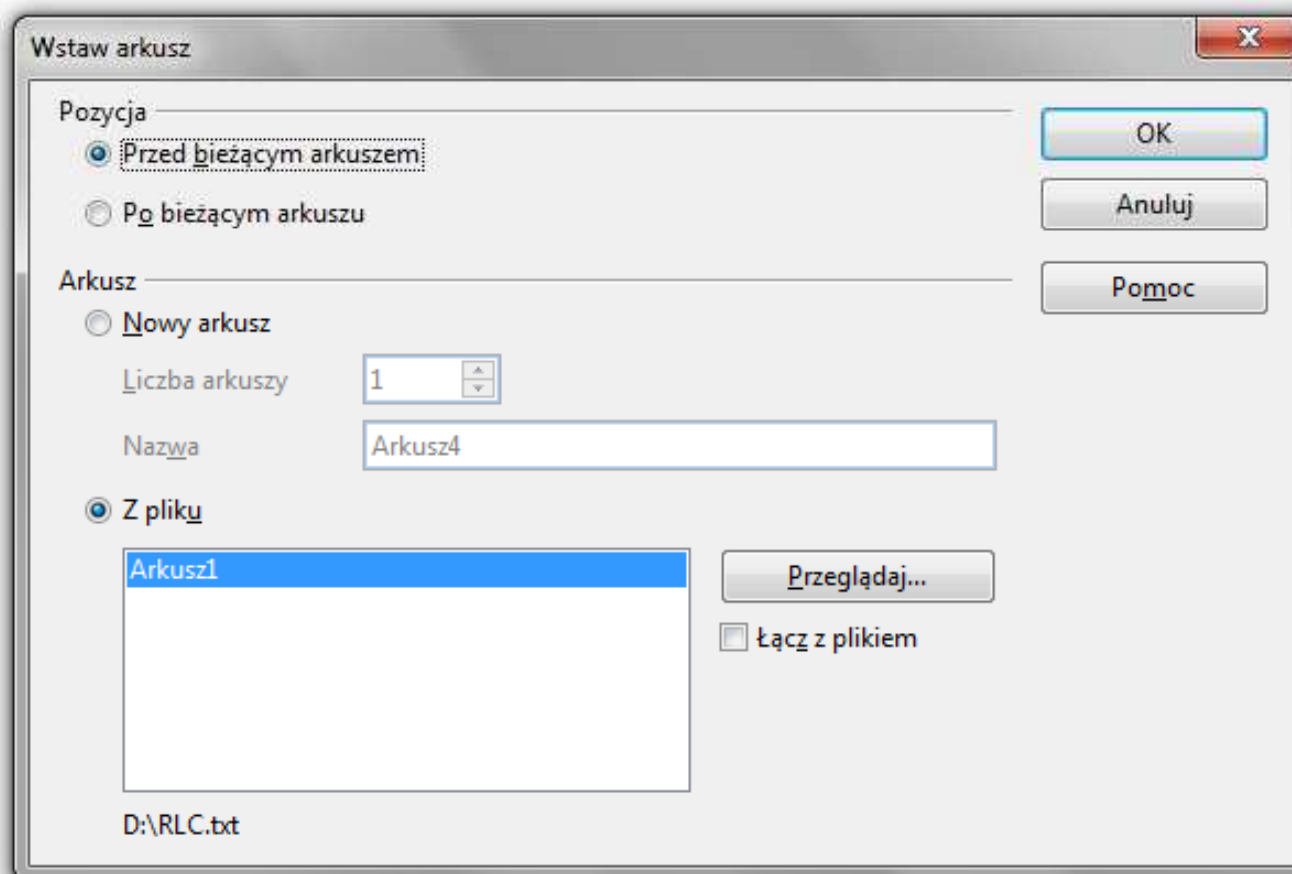 Wstaw arkusz
Pozycja
Przed bieżącym arkuszem
Po bieżącym arkuszu
OK
Anuluj
Pomoc
Arkusz
Nowy arkusz
Liczba arkuszy 1
Nazwa Arkusz4
Z pliku
Arkusz1
Przeglądaj...
Łącz z plikiem
D:\RLC.txt